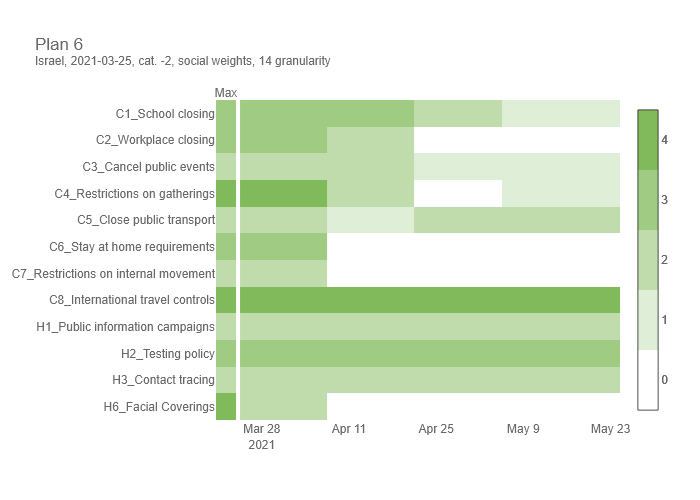 Plan 6
Israel, 2021-03-25, cat. -2, social weights, 14 granularity
Max
C1_School closing
C2_Workplace closing
C3_Cancel public events
C4_Restrictions on gatherings
C5_Close public transport
C6_Stay at home requirements
C7_Restrictions on internal movement
C8_International travel controls
H1_Public information campaigns
H2_Testing policy
H3_Contact tracing
H6_Facial Coverings
4
3
2
1
0
Mar 28 Apr 11 Apr 25 May 9 May 23
2021